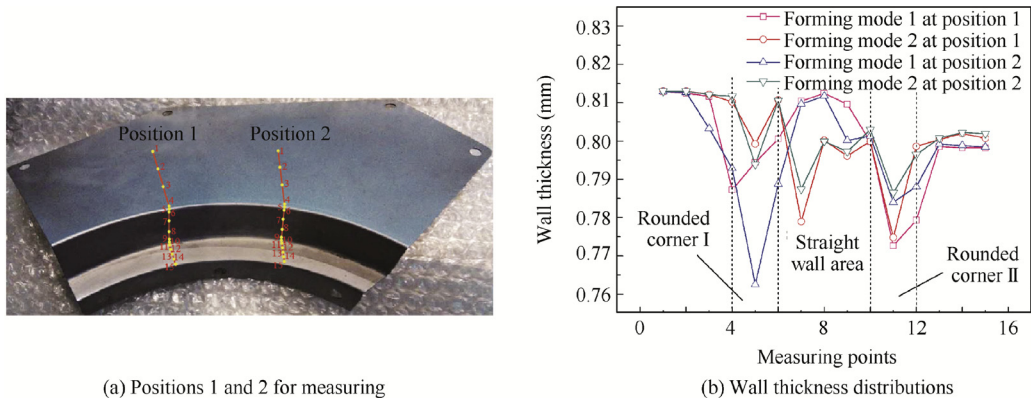 Position 1
Position 2
(a) Positions 1 and 2 for measuring
Forming mode 1 at position 1
Forming mode 2 at position 1
Forming mode 1 at position 2
Forming mode 2 at position 2
0.83
0.82
0.81
0.80
0.79
0.78
0.77
0.76
Wall thickness (mm)
Rounded
corner I
Straight
wall area
Rounded
corner Ⅱ
0
4
8
12
16
Measuring points
(b) Wall thickness distributions